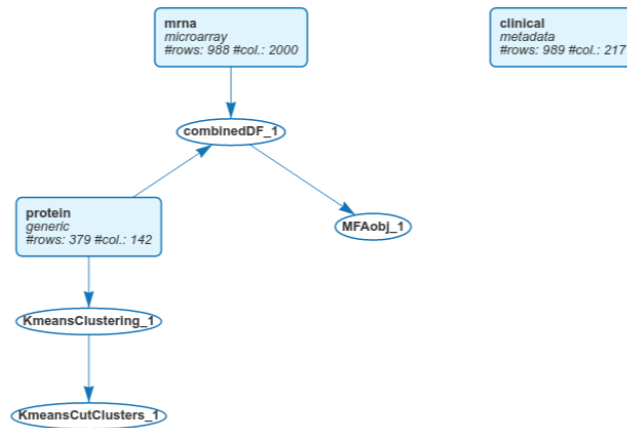 mrna
microarray
#rows: 988 #col.: 2000
clinical
metadata
#rows: 989 #col.: 217
combinedDF_1
protein
generic
#rows: 379 #col.: 142
MFAobj_1
KmeansClustering_1
KmeansCutClusters_1